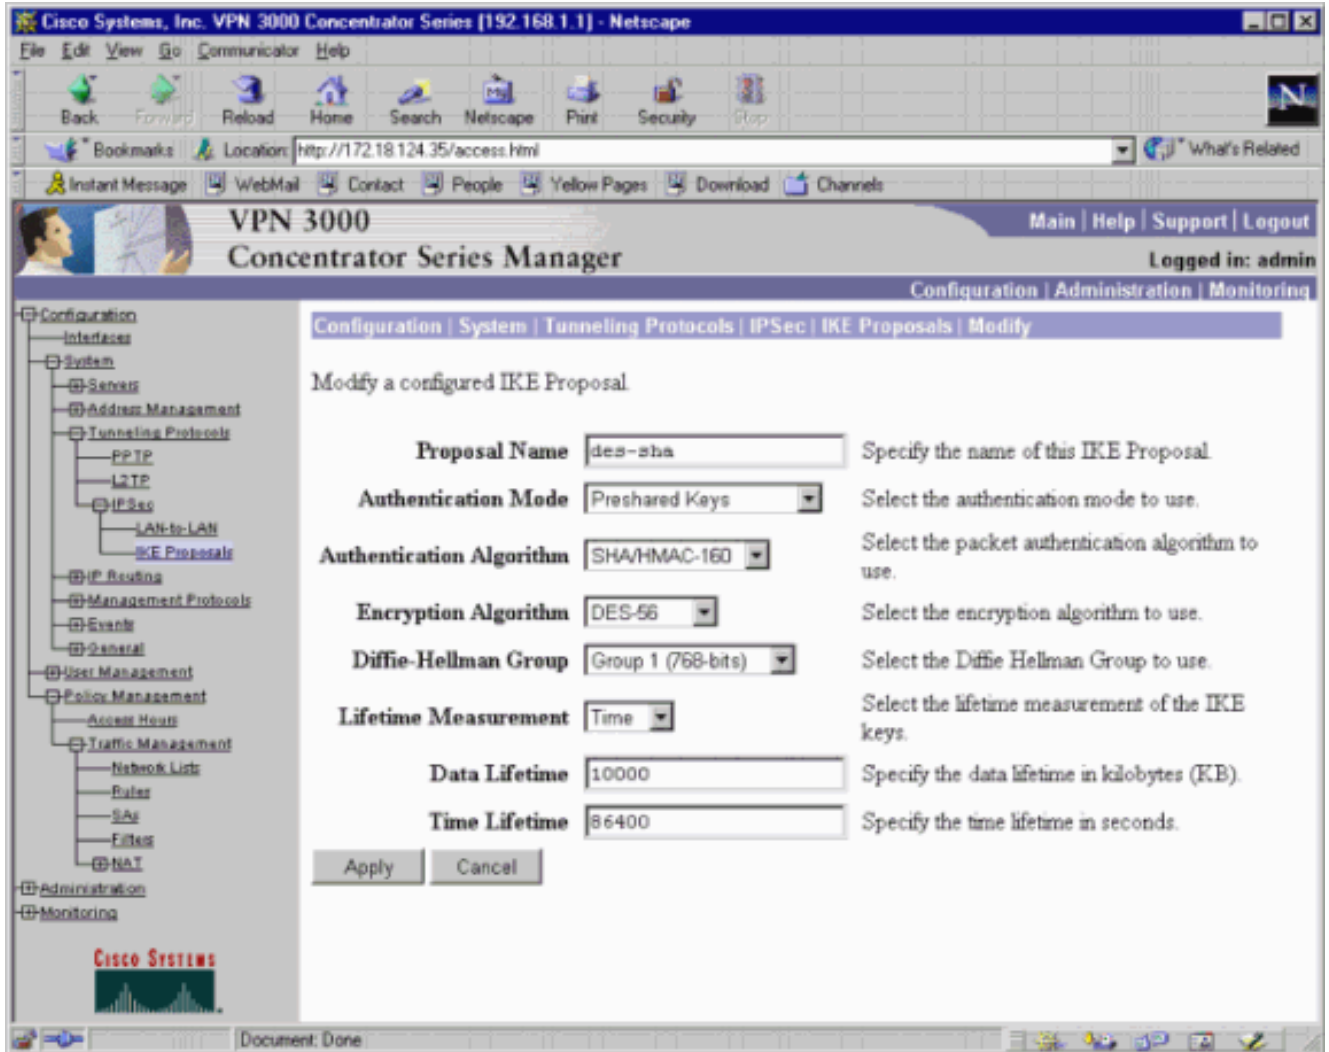 Cisco Systems, Inc. VPN 3000 Concentrator Series [192.168.1.1] - Netscape
File Edit View Go Communicator Help
Back Forward Reload Home Search Netscape Print Security Stop
Bookmarks Location: http://172.18.124.35/access.html What's Related
Instant Message WebMail Contact People Yellow Pages Download Channels
VPN 3000
Concentrator Series Manager
Main | Help | Support | Logout
Logged in: admin
Configuration | Administration | Monitoring
Configuration
Interfaces
System
Servers
Address Management
Tunneling Protocols
PPTP
L2TP
IPSec
LAN-to-LAN
IKE Proposals
IP Routing
Management Protocols
Events
General
User Management
Policy Management
Access Hours
Traffic Management
Network Lists
Rules
SAs
Filters
NAT
Administration
Monitoring
CISCO SYSTEMS
Configuration | System | Tunneling Protocols | IPSec | IKE Proposals | Modify
Modify a configured IKE Proposal.
Proposal Name des-sha Specify the name of this IKE Proposal.
Authentication Mode Preshared Keys Select the authentication mode to use.
Authentication Algorithm SHA/HMAC-160 Select the packet authentication algorithm to
use.
Encryption Algorithm DES-56 Select the encryption algorithm to use.
Diffie-Hellman Group Group 1 (768-bits) Select the Diffie Hellman Group to use.
Lifetime Measurement Time Select the lifetime measurement of the IKE
keys.
Data Lifetime 10000 Specify the data lifetime in kilobytes (KB).
Time Lifetime 86400 Specify the time lifetime in seconds.
Apply Cancel
Document: Done